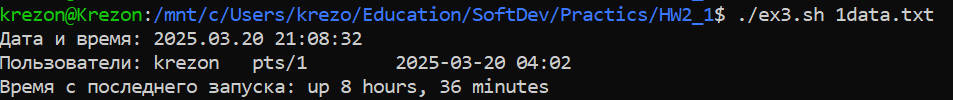 krezon@Krezon:/mnt/c/Users/krezo/Education/SoftDev/Practics/HW2_1$ ./ex3.sh 1data.txt
Дата и время: 2025.03.20 21:08:32
Пользователи: krezon   pts/1        2025-03-20 04:02
Время с последнего запуска: up 8 hours, 36 minutes